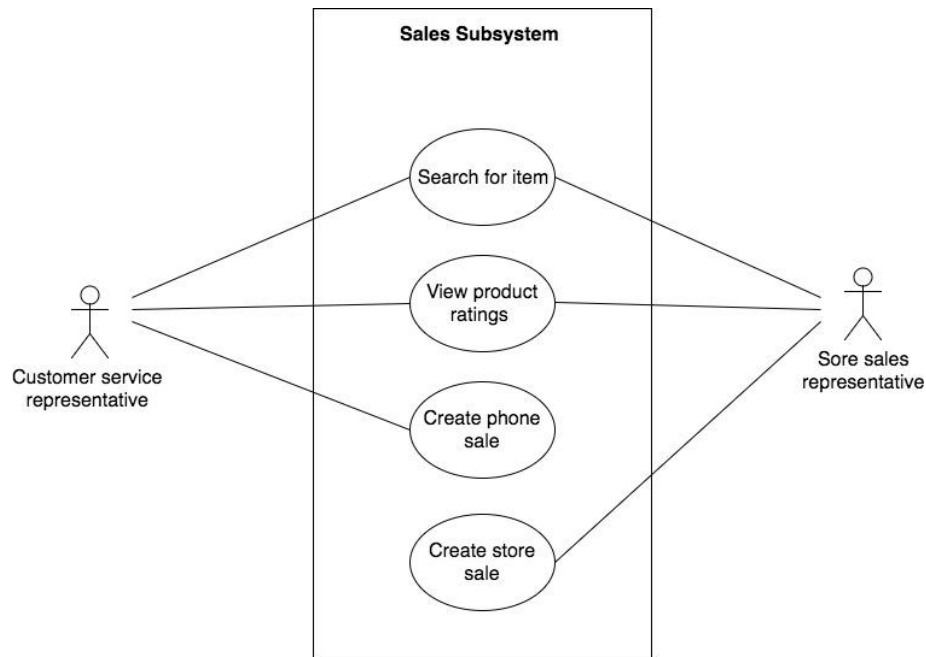 Sales Subsystem
Search for item
View product
ratings
Customer service
representative
Sore sales
representative
Create phone
sale
Create store
sale